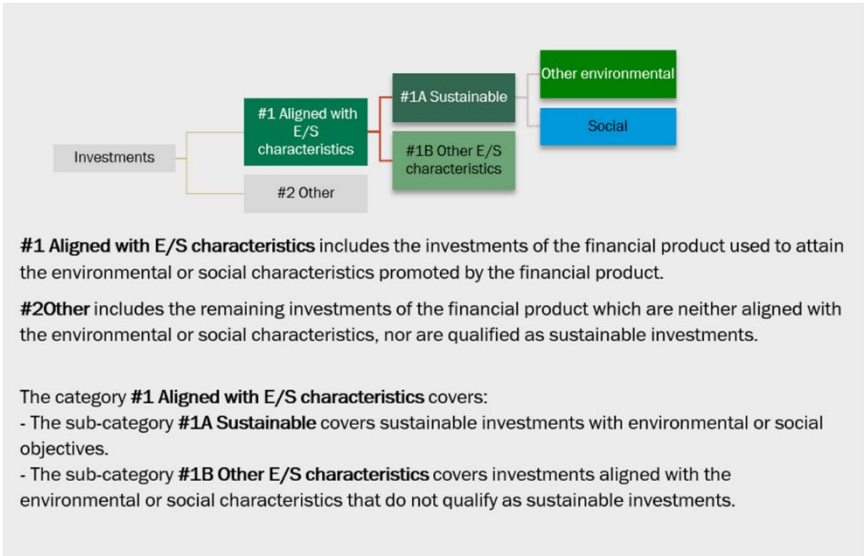 Other environmental
#1A Sustainable
#1 Aligned with
E/S
characteristics
Social
Investments
#1B Other E/S
characteristics
#2 Other
#1 Aligned with E/S characteristics includes the investments of the financial product used to attain
the environmental or social characteristics promoted by the financial product.
#2Other includes the remaining investments of the financial product which are neither aligned with
the environmental or social characteristics, nor are qualified as sustainable investments.
The category #1 Aligned with E/S characteristics covers:
- The sub-category #1A Sustainable covers sustainable investments with environmental or social
objectives.
- The sub-category #1B Other E/S characteristics covers investments aligned with the
environmental or social characteristics that do not qualify as sustainable investments.